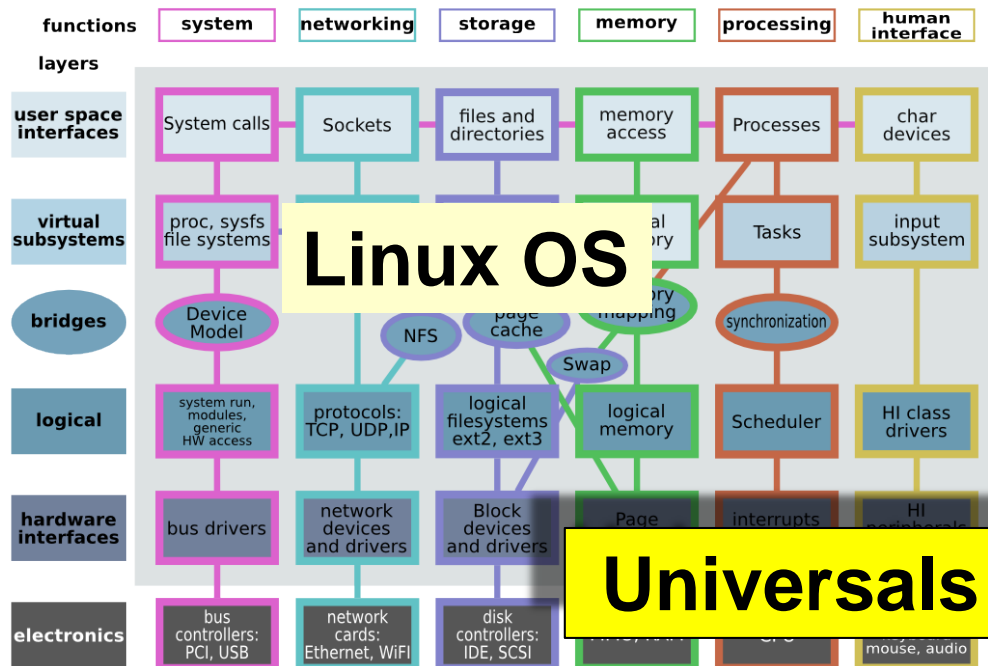 functions
system
networking
storage
memory
processing
human
interface
layers
user space
interfaces
System calls
Sockets
files and
directories
memory
access
Processes
char
devices
virtual
subsystems
proc, sysfs
file systems
Tasks
input
subsystem
Linux OS
bridges
Device
Model
NFS
page
cache
mapping
synchronization
Swap
logical
system run,
modules,
generic
HW access
protocols:
TCP, UDP,IP
logical
filesystems
ext2, ext3
logical
memory
Scheduler
HI class
drivers
hardware
interfaces
bus drivers
network
devices
and drivers
Block
devices
and drivers
Page
interrupts
HI
peripherals
Universals
electronics
bus
controllers:
PCI, USB
network
cards:
Ethernet, WiFI
disk
controllers:
IDE, SCSI
mouse, audio